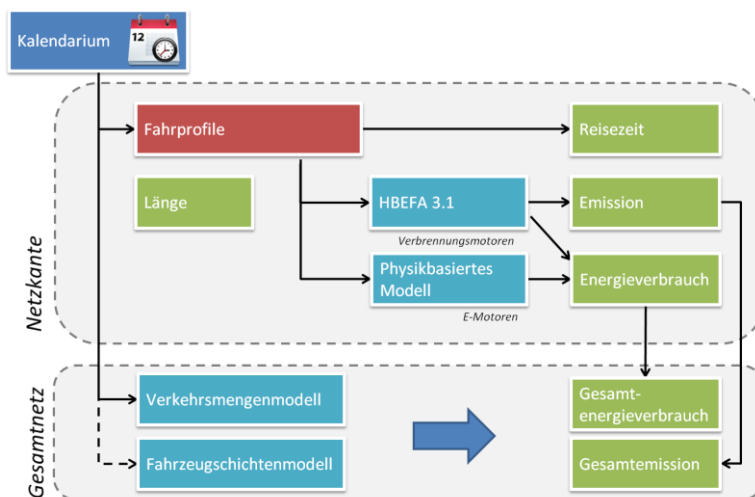 Kalendarium
12
Fahrprofile
Reisezeit
Länge
HBEFA 3.1
Emission
Verbrennungsmotoren
Physikbasiertes
Modell
Energieverbrauch
E-Motoren
Netzkante
Verkehrsmengenmodell
Gesamt-
energieverbrauch
Fahrzeugschichtenmodell
Gesamtemission
Gesamtnetz